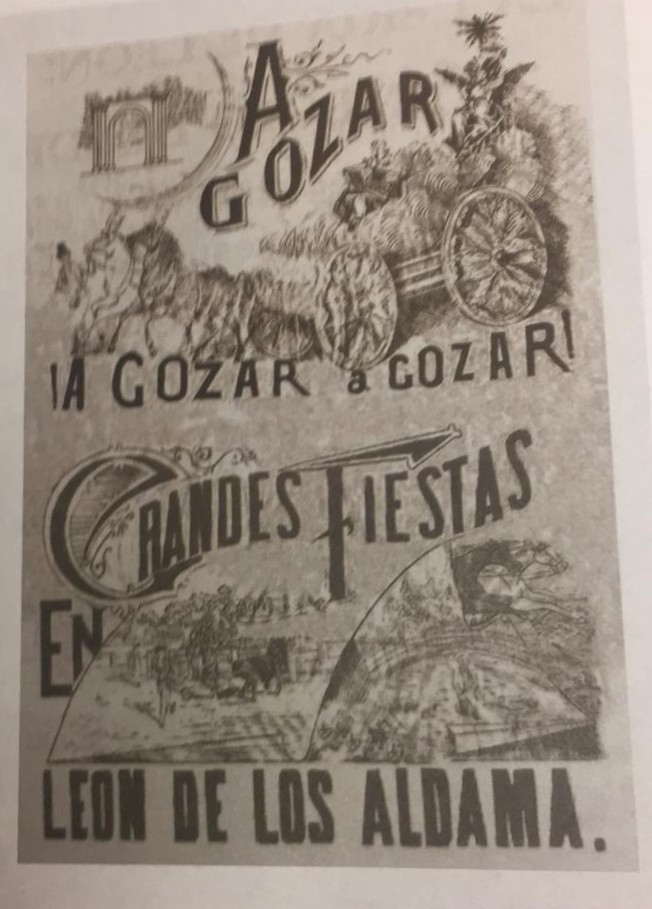 A
GOZAR
¡A GOZAR a GOZAR!
GRANDES FIESTAS
EN
LEON DE LOS ALDAMA.